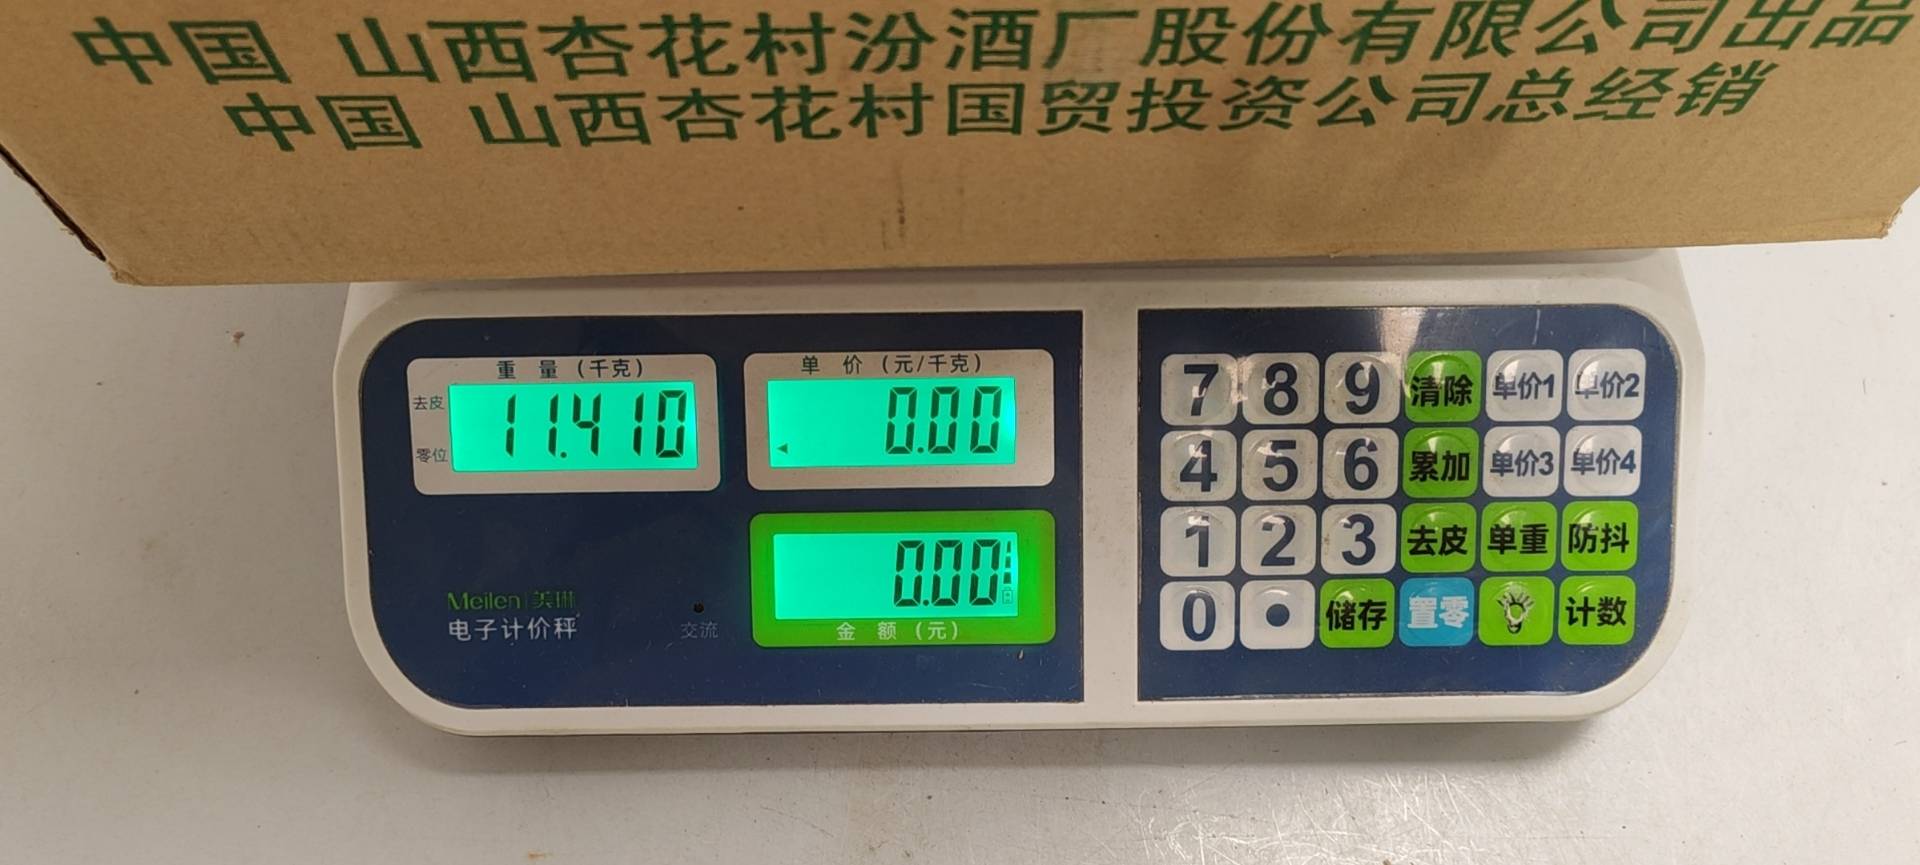 中国 山西杏花村汾酒厂股份有限公司出品
中国 山西杏花村国贸投资公司总经销
重量(千克)
去皮
零位
11.410
单价(元/千克)
0.00
0.00
金额(元)
Meilen 美琳
电子计价秤
交流
7 8 9 清除 单价1 单价2
4 5 6 累加 单价3 单价4
1 2 3 去皮 单重 防抖
0 • 储存 置零 计数